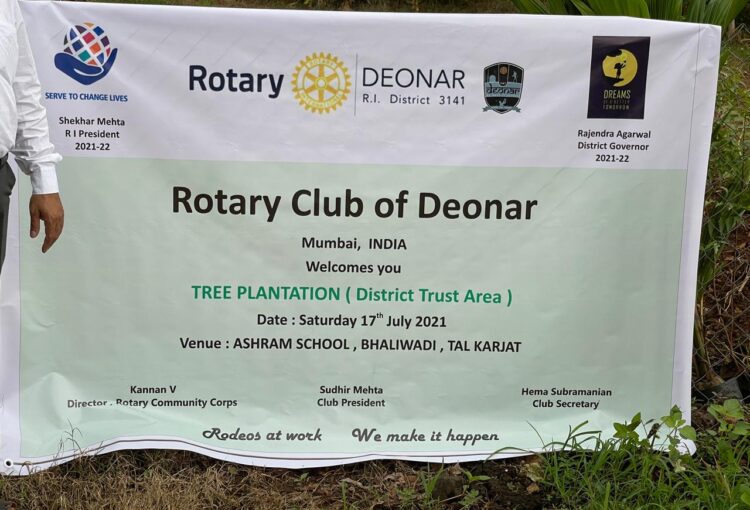 SERVE TO CHANGE LIVES
Shekhar Mehta
R I President
2021-22
Rotary
DEONAR
R.I. District 3141
deonar
DREAMS
OF A BETTER
TOMORROW
Rajendra Agarwal
District Governor
2021-22
Rotary Club of Deonar
Mumbai, INDIA
Welcomes you
TREE PLANTATION ( District Trust Area )
Date : Saturday 17th July 2021
Venue : ASHRAM SCHOOL , BHALIWADI , TAL KARJAT
Kannan V
Director , Rotary Community Corps
Sudhir Mehta
Club President
Hema Subramanian
Club Secretary
Rodeos at work We make it happen